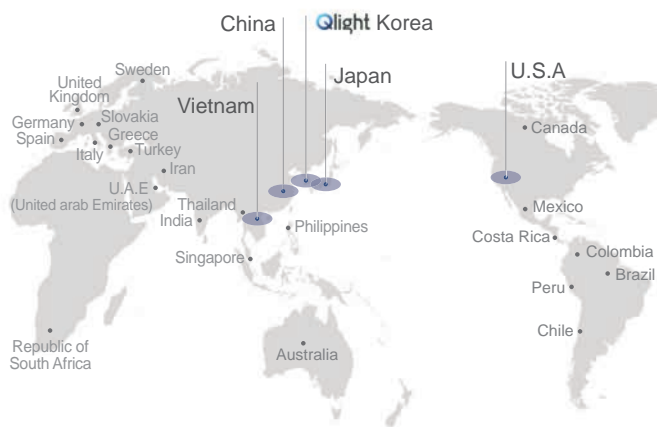 China
Qlight Korea
Japan
U.S.A
Vietnam
Sweden
United
Kingdom
Germany
Slovakia
Spain
Greece
Italy
Turkey
Iran
U.A.E
(United arab Emirates)
Thailand
India
Philippines
Singapore
Canada
Mexico
Costa Rica
Colombia
Brazil
Peru
Chile
Republic of
South Africa
Australia